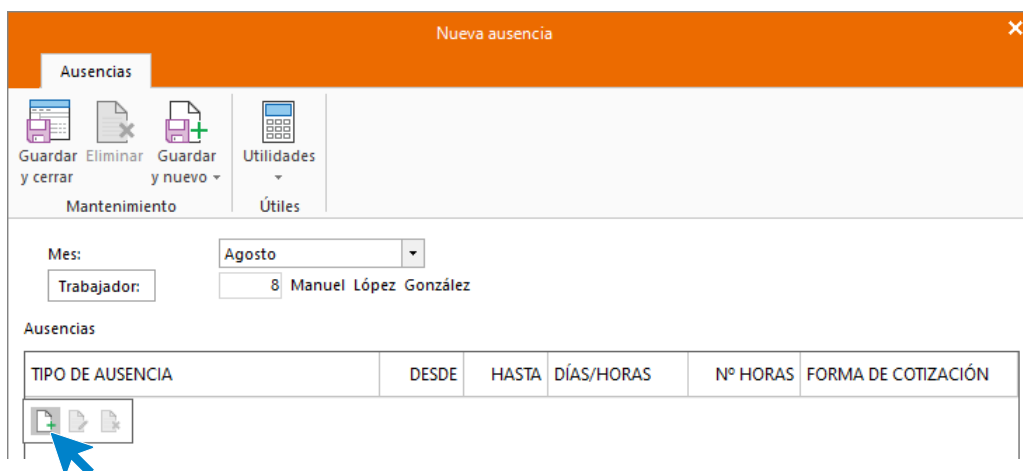 Nueva ausencia
Ausencias
Guardar y cerrar
Eliminar
Guardar y nuevo
Utilidades
Mantenimiento
Útiles
Mes:
Agosto
Trabajador:
8 Manuel López González
Ausencias
TIPO DE AUSENCIA DESDE HASTA DÍAS/HORAS Nº HORAS FORMA DE COTIZACIÓN